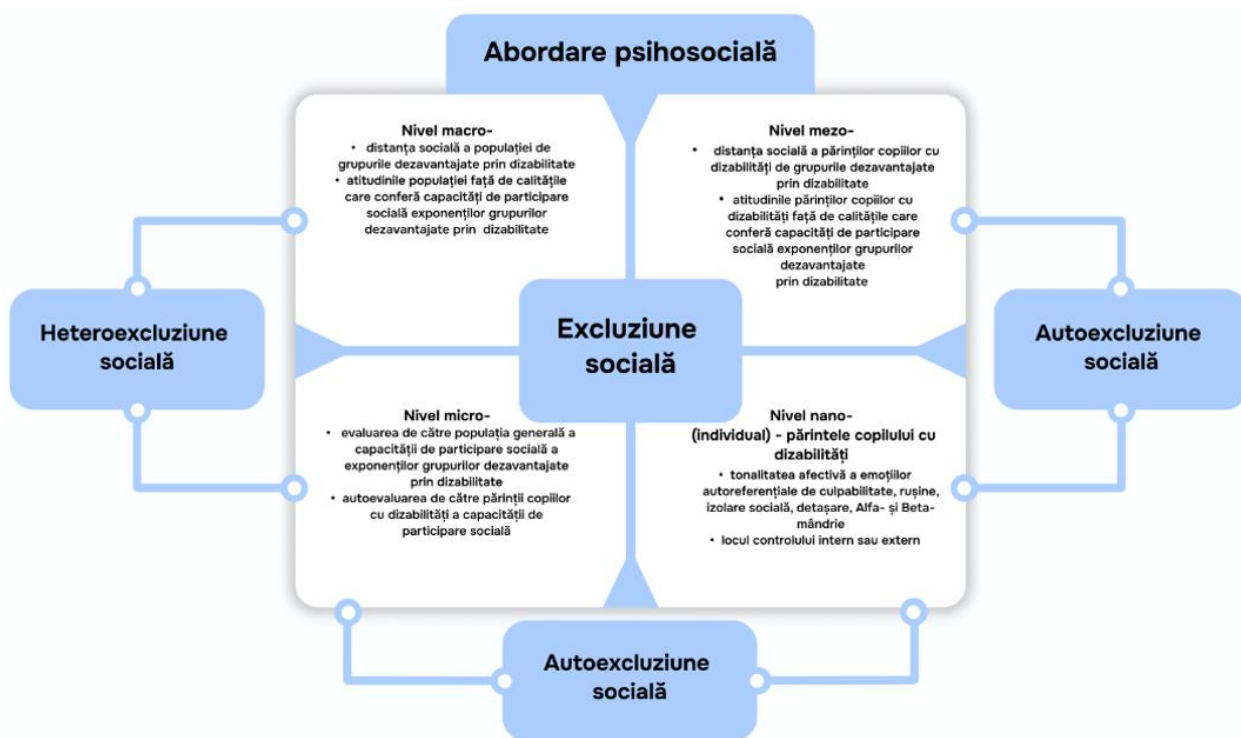 Abordare psihosocială
Nivel macro-
• distanța socială a populației de
grupurile dezavantajate prin dizabilitate
• atitudinile populației față de calitățile
care conferă capacități de participare
socială exponenților grupurilor
dezavantajate prin dizabilitate
Nivel mezo-
• distanța socială a părinților copiilor cu
dizabilități de grupurile dezavantajate
prin dizabilitate
• atitudinile părinților copiilor cu
dizabilități față de calitățile care
conferă capacități de participare
socială exponenților grupurilor
dezavantajate
prin dizabilitate
Heteroexcluziune
socială
Excluziune
socială
Autoexcluziune
socială
Nivel micro-
• evaluarea de către populația generală a
capacității de participare socială a
exponenților grupurilor dezavantajate
prin dizabilitate
• autoevaluarea de către părinții copiilor
cu dizabilități a capacității de
participare socială
Nivel nano-
(individual) - părintele copilului cu
dizabilități
• tonalitatea afectivă a emoțiilor
autoreferențiale de culpabilitate, rușine,
izolare socială, detașare, Alfa- și Beta-
mândrie
• locul controlului intern sau extern
Autoexcluziune
socială